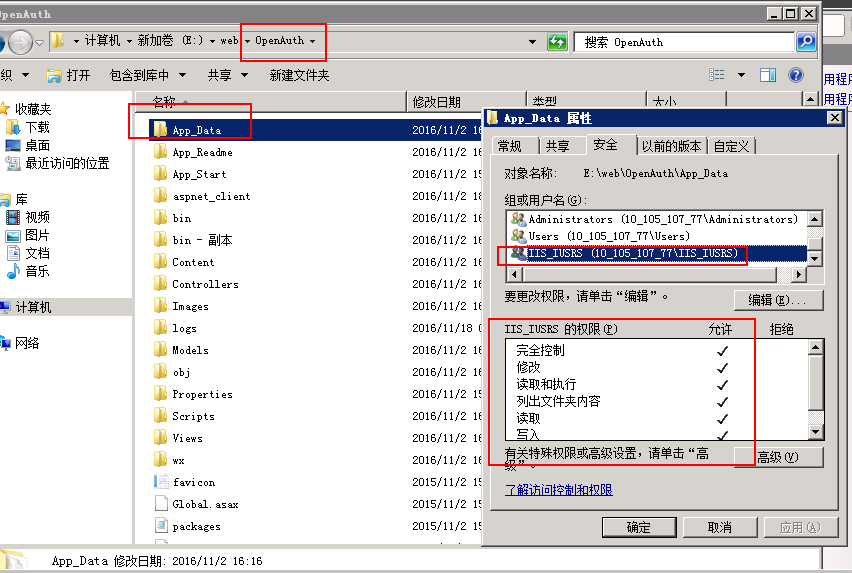 OpenAuth
计算机 新加卷 (E:) web OpenAuth
搜索 OpenAuth
织 打开 包含到库中 共享 新建文件夹
用程序
用程
收藏夹
下载
桌面
最近访问的位置
库
视频
图片
文档
音乐
计算机
网络
名称 修改日期 类型 大小
App_Data 2016/11/2 16
App_Readme 2016/11/2 16
App_Start 2016/11/2 15
aspnet_client 2016/11/2 16
bin 2016/11/2 16
bin - 副本 2016/11/2 16
Content 2016/11/2 16
Controllers 2016/11/2 16
Images 2016/11/2 16
logs 2016/11/18 0
Models 2016/11/2 16
obj 2016/11/2 16
Properties 2016/11/2 15
Scripts 2016/11/2 16
Views 2016/11/2 16
wx 2016/11/2 16
favicon 2015/11/2 15
Global.asax 2015/11/2 15
packages 2015/11/2 15
App_Data 修改日期: 2016/11/2 16:16
App_Data 属性
常规 共享 安全 以前的版本 自定义
对象名称: E:\web\OpenAuth\App_Data
组或用户名(G):
Administrators (10_105_107_77\Administrators)
Users (10_105_107_77\Users)
IIS_IUSRS (10_105_107_77\IIS_IUSRS)
要更改权限，请单击“编辑”。 编辑(E)...
IIS_IUSRS 的权限(P) 允许 拒绝
完全控制
修改
读取和执行
列出文件夹内容
读取
写入
有关特殊权限或高级设置，请单击“高
级”。 高级(V)
了解访问控制和权限
确定 取消 应用(A)